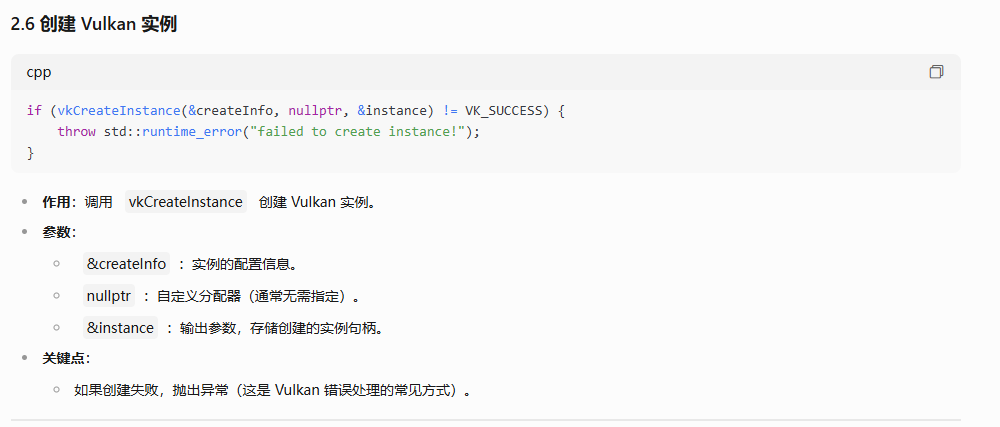 2.6 创建 Vulkan 实例
cpp
if (vkCreateInstance(&createInfo, nullptr, &instance) != VK_SUCCESS) {
    throw std::runtime_error("failed to create instance!");
}
作用：调用 vkCreateInstance 创建 Vulkan 实例。
参数：
&createInfo ：实例的配置信息。
nullptr ：自定义分配器（通常无需指定）。
&instance ：输出参数，存储创建的实例句柄。
关键点：
如果创建失败，抛出异常（这是 Vulkan 错误处理的常见方式）。